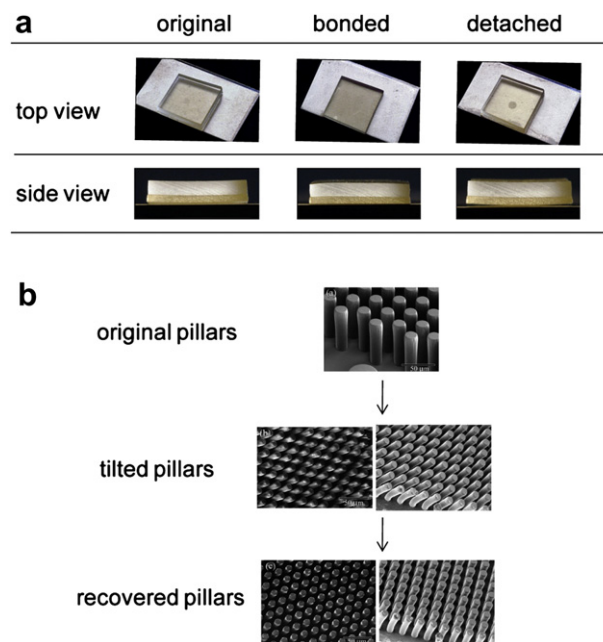 a
original bonded detached
top view
side view
b
original pillars
(a)
50 µm
tilted pillars
(b)
recovered pillars
(c)